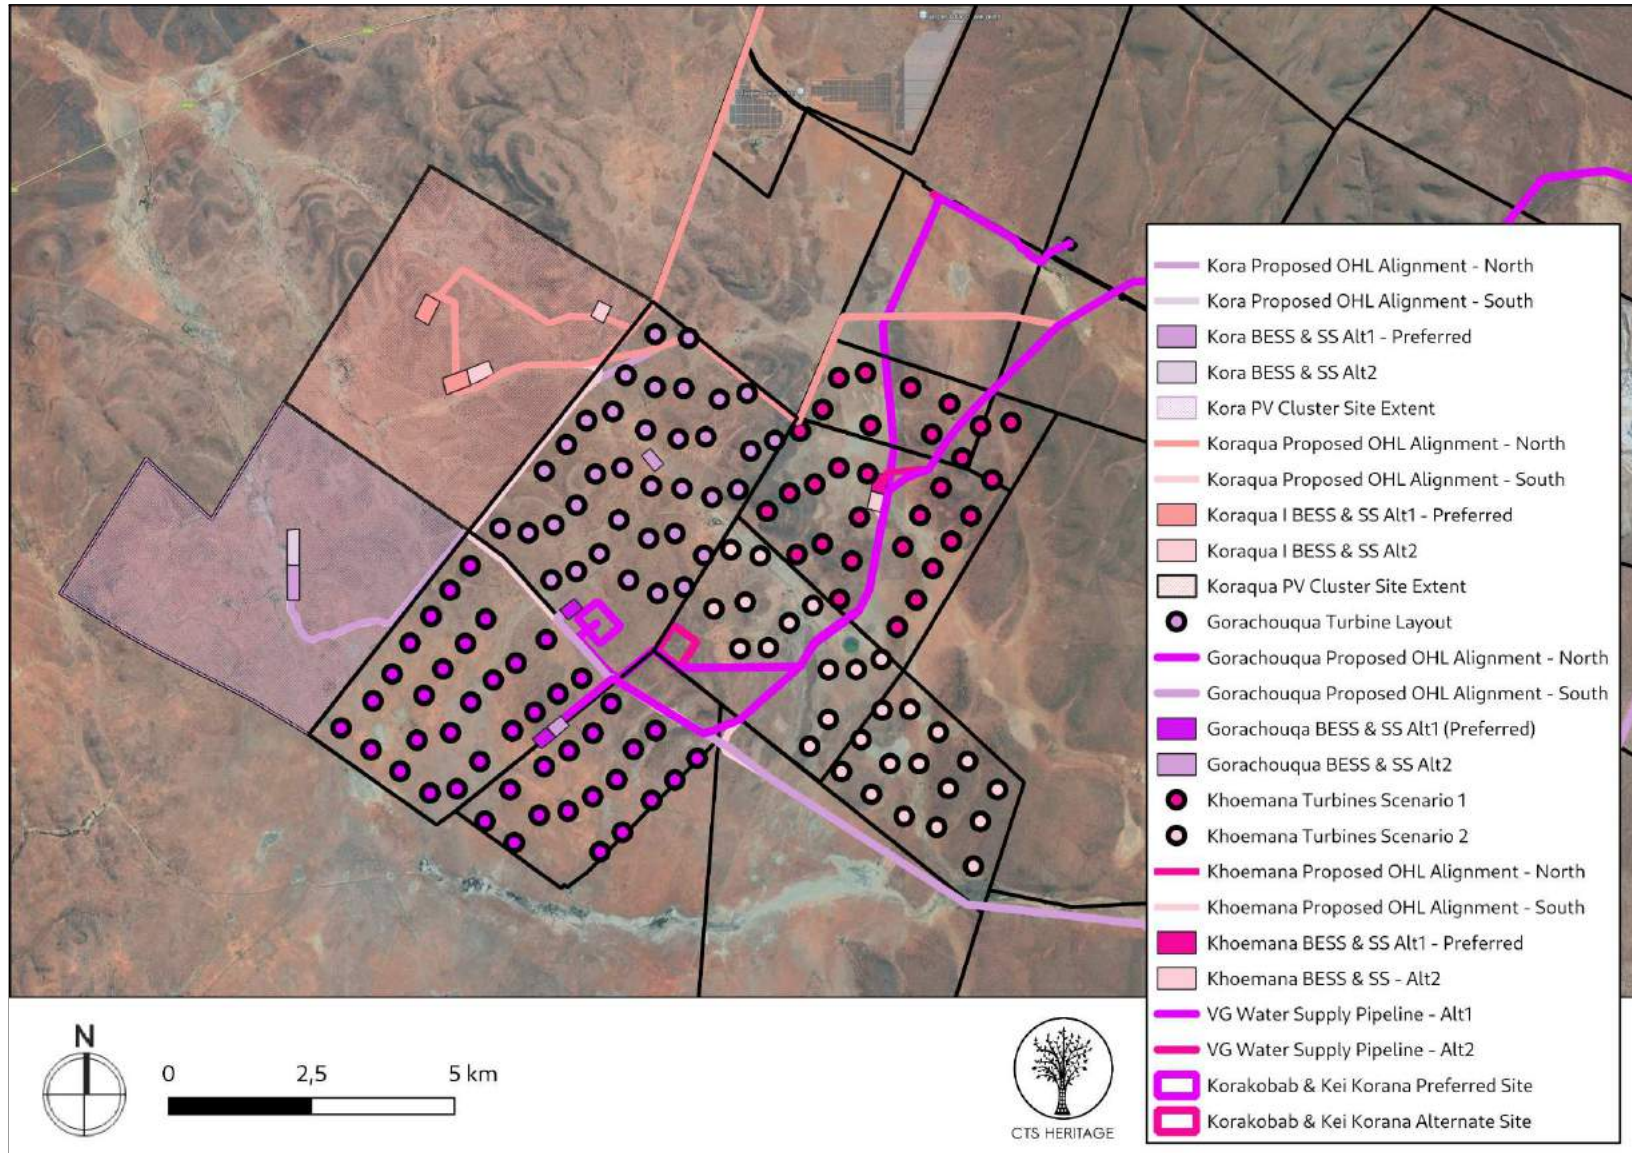 Kora Proposed OHL Alignment - North
Kora Proposed OHL Alignment - South
Kora BESS & SS Alt1 - Preferred
Kora BESS & SS Alt2
Kora PV Cluster Site Extent
Koraqua Proposed OHL Alignment - North
Koraqua Proposed OHL Alignment - South
Koraqua I BESS & SS Alt1 - Preferred
Koraqua I BESS & SS Alt2
Koraqua PV Cluster Site Extent
Gorachouqua Turbine Layout
Gorachouqua Proposed OHL Alignment - North
Gorachouqua Proposed OHL Alignment - South
Gorachouqa BESS & SS Alt1 (Preferred)
Gorachouqua BESS & SS Alt2
Khoemana Turbines Scenario 1
Khoemana Turbines Scenario 2
Khoemana Proposed OHL Alignment - North
Khoemana Proposed OHL Alignment - South
Khoemana BESS & SS Alt1 - Preferred
Khoemana BESS & SS - Alt2
VG Water Supply Pipeline - Alt1
VG Water Supply Pipeline - Alt2
Korakobab & Kei Korana Preferred Site
Korakobab & Kei Korana Alternate Site
N
0 2,5 5 km
CTS HERITAGE